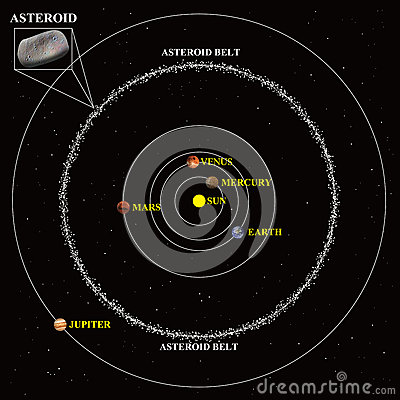 ASTEROID
ASTEROID BELT
VENUS
MERCURY
SUN
MARS
EARTH
JUPITER
ASTEROID BELT
dreamstime.com